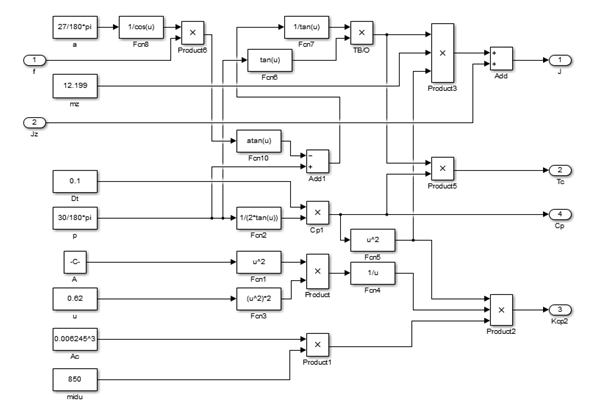 27/180*pi
a
1/cos(u)
Fcn8
×
Product6
1/tan(u)
Fcn7
×
TB/O
1
f
tan(u)
Fcn6
×
Product3
+
+
Add
1
J
12.199
mz
2
Jz
atan(u)
Fcn10
−
+
Add1
×
Product5
2
Tc
0.1
Dt
30/180*pi
p
1/(2*tan(u))
Fcn2
×
Cp1
4
Cp
u^2
Fcn5
-C-
A
u^2
Fcn1
×
Product
1/u
Fcn4
0.62
u
(u^2)*2
Fcn3
×
Product2
3
Kcp2
0.006245^3
Ac
×
Product1
850
midu